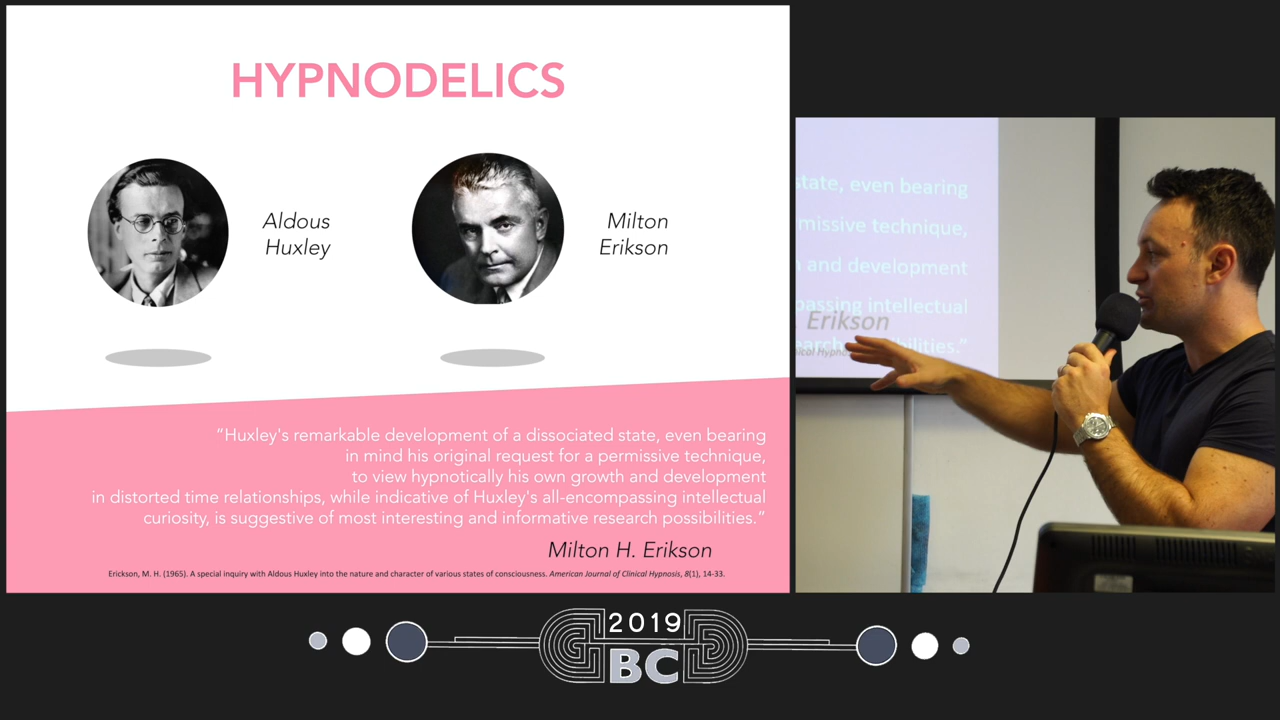 HYPNODELICS
Aldous
Huxley
Milton
Erikson
“Huxley's remarkable development of a dissociated state, even bearing
in mind his original request for a permissive technique,
to view hypnotically his own growth and development
in distorted time relationships, while indicative of Huxley's all-encompassing intellectual
curiosity, is suggestive of most interesting and informative research possibilities.”
Milton H. Erikson
Erickson, M. H. (1965). A special inquiry with Aldous Huxley into the nature and character of various states of consciousness. American Journal of Clinical Hypnosis, 8(1), 14-33.
state, even bearing
missive technique,
and development
passing intellectual
Erikson
2019
BC